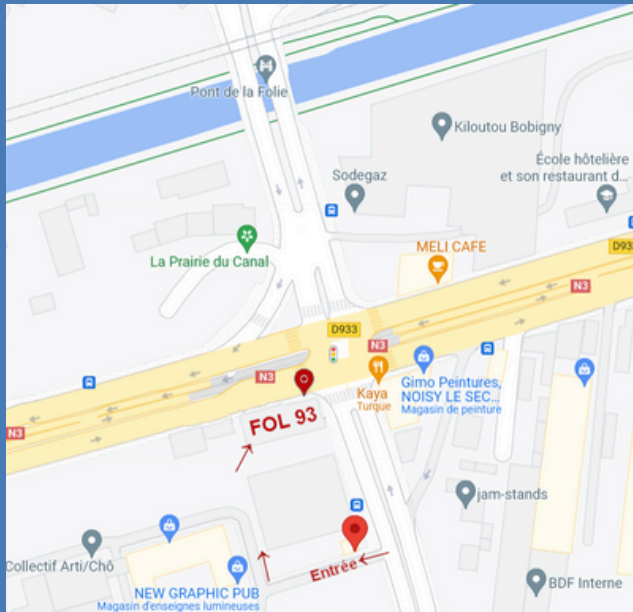 Pont de la Folie
Kiloutou Bobigny
École hôtelière
et son restaurant d...
Sodegaz
La Prairie du Canal
MELI CAFE
D933
N3
D933
N3
N3
Gimo Peintures,
NOISY LE SEC...
Magasin de peinture
Kaya
Turque
FOL 93
N3
jam-stands
Collectif Arti/Chô
Entrée
NEW GRAPHIC PUB
Magasin d'enseignes lumineuses
BDF Interne